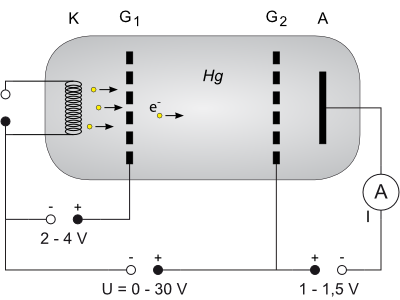 K G₁ G₂ A
Hg
e⁻
A
I
- +
2 - 4 V
- + + -
U = 0 - 30 V 1 - 1,5 V